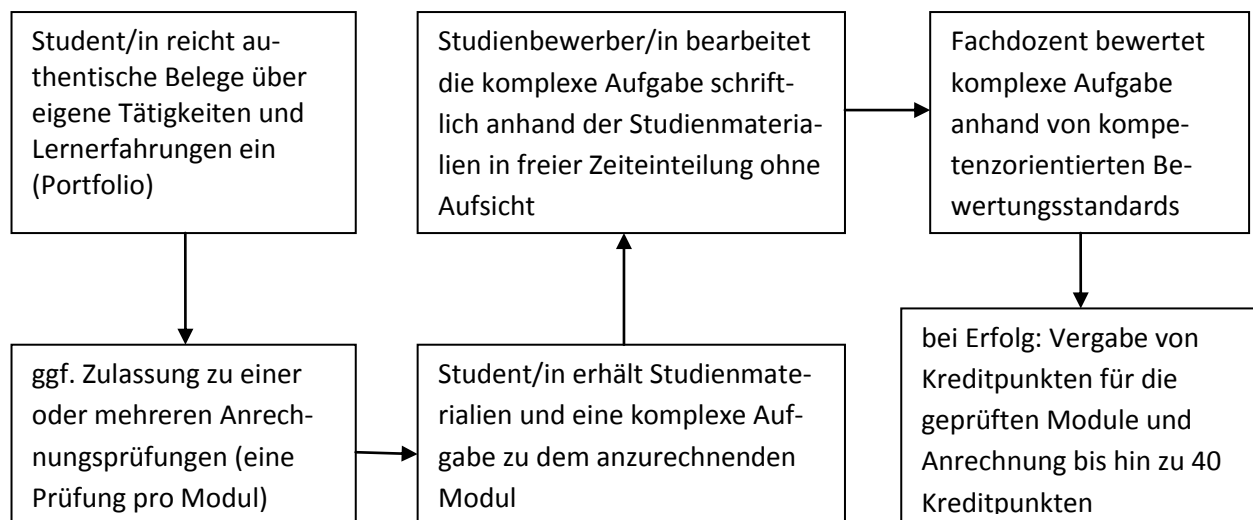 Student/in reicht au-
thentische Belege über
eigene Tätigkeiten und
Lernerfahrungen ein
(Portfolio)
ggf. Zulassung zu einer
oder mehreren Anrech-
nungsprüfungen (eine
Prüfung pro Modul)
Student/in erhält Studienmate-
rialien und eine komplexe Auf-
gabe zu dem anzurechnenden
Modul
Studienbewerber/in bearbeitet
die komplexe Aufgabe schrift-
lich anhand der Studienmateria-
lien in freier Zeiteinteilung ohne
Aufsicht
Fachdozent bewertet
komplexe Aufgabe
anhand von kompe-
tenzorientierten Be-
wertungsstandards
bei Erfolg: Vergabe von
Kreditpunkten für die
geprüften Module und
Anrechnung bis hin zu 40
Kreditpunkten